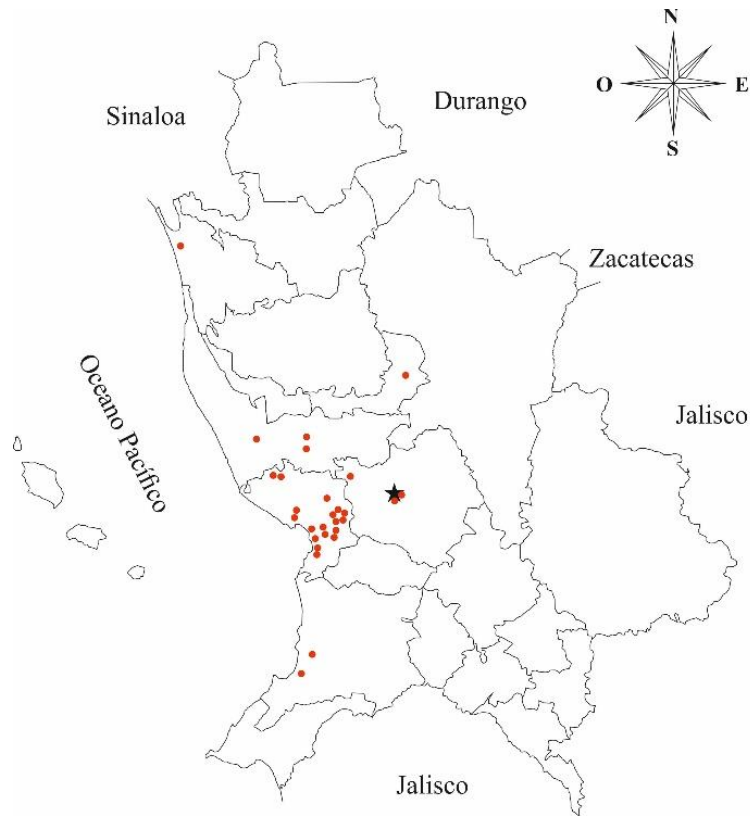 N
Durango
Sinaloa
O
E
S
Zacatecas
Oceano Pacífico
Jalisco
Jalisco